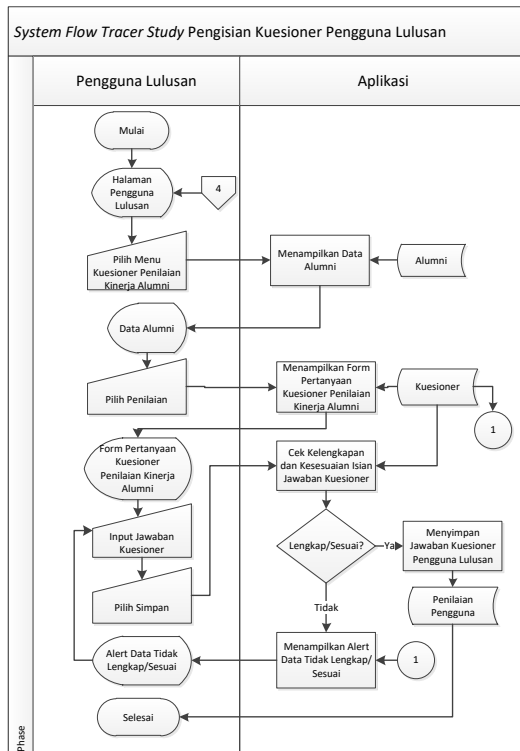 System Flow Tracer Study Pengisian Kuesioner Pengguna Lulusan
Pengguna Lulusan
Aplikasi
Mulai
Halaman
Pengguna
Lulusan
4
Pilih Menu
Kuesioner Penilaian
Kinerja Alumni
Menampilkan Data
Alumni
Alumni
Data Alumni
Pilih Penilaian
Menampilkan Form
Pertanyaan
Kuesioner Penilaian
Kinerja Alumni
Kuesioner
1
Form Pertanyaan
Kuesioner
Penilaian Kinerja
Alumni
Cek Kelengkapan
dan Kesesuaian Isian
Jawaban Kuesioner
Input Jawaban
Kuesioner
Lengkap/Sesuai?
Ya
Menyimpan
Jawaban Kuesioner
Pengguna Lulusan
Pilih Simpan
Penilaian
Pengguna
Tidak
Alert Data Tidak
Lengkap/Sesuai
Menampilkan Alert
Data Tidak Lengkap/
Sesuai
1
Selesai
Phase